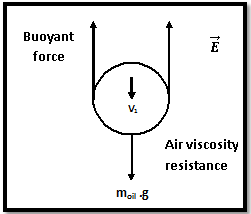 Buoyant
force
E
V₁
Air viscosity
resistance
mₒᵢₗ .g